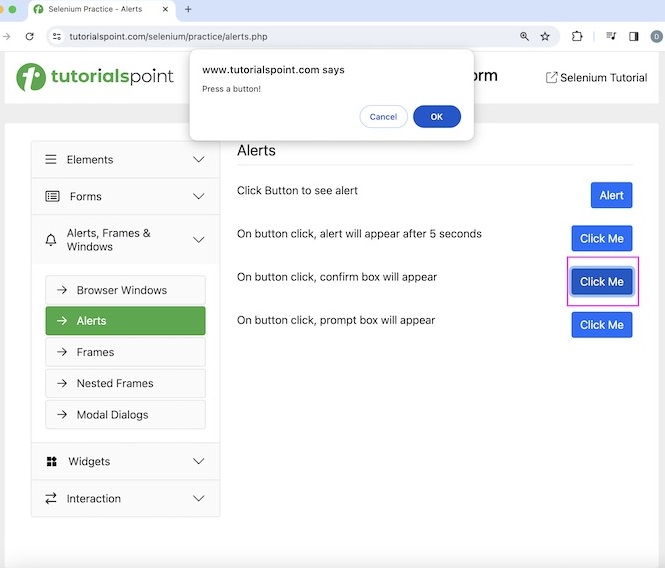 Selenium Practice - Alerts
tutorialspoint.com/selenium/practice/alerts.php
D
tutorialspoint
orm
Selenium Tutorial
www.tutorialspoint.com says
Press a button!
Cancel
OK
Elements
Forms
Alerts, Frames &
Windows
Browser Windows
Alerts
Frames
Nested Frames
Modal Dialogs
Widgets
Interaction
Alerts
Click Button to see alert
Alert
On button click, alert will appear after 5 seconds
Click Me
On button click, confirm box will appear
Click Me
On button click, prompt box will appear
Click Me